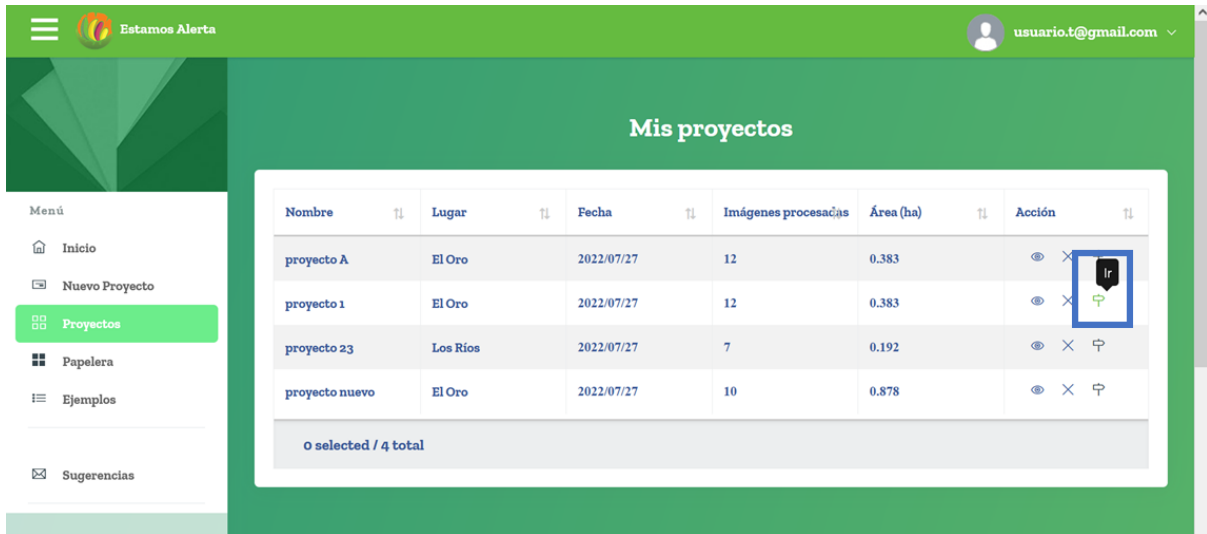 Estamos Alerta
usuario.t@gmail.com
Mis proyectos
Menú
Inicio
Nuevo Proyecto
Proyectos
Papelera
Ejemplos
Sugerencias
Nombre Lugar Fecha Imágenes procesadas Área (ha) Acción
proyecto A El Oro 2022/07/27 12 0.383
Ir
proyecto 1 El Oro 2022/07/27 12 0.383
proyecto 23 Los Ríos 2022/07/27 7 0.192
proyecto nuevo El Oro 2022/07/27 10 0.878
0 selected / 4 total